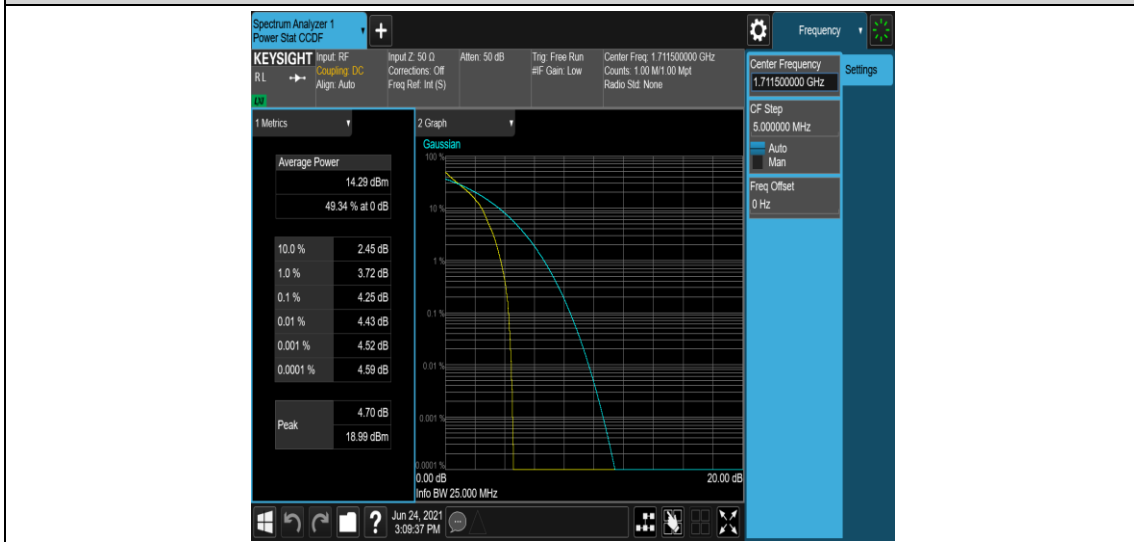 Spectrum Analyzer 1
Power Stat CCDF
+
Frequency
KEYSIGHT
RL
LXI
Input: RF
Coupling: DC
Align: Auto
Input Z: 50 Ω
Corrections: Off
Freq Ref: Int (S)
Atten: 50 dB
Trig: Free Run
#IF Gain: Low
Center Freq: 1.711500000 GHz
Counts: 1.00 M/1.00 Mpt
Radio Std: None
Center Frequency
1.711500000 GHz
Settings
CF Step
5.000000 MHz
Auto
Man
Freq Offset
0 Hz
1 Metrics
Average Power
14.29 dBm
49.34 % at 0 dB
10.0 % 2.45 dB
1.0 % 3.72 dB
0.1 % 4.25 dB
0.01 % 4.43 dB
0.001 % 4.52 dB
0.0001 % 4.59 dB
Peak
4.70 dB
18.99 dBm
2 Graph
Gaussian
100 %
10 %
1 %
0.1 %
0.01 %
0.001 %
0.0001 %
0.00 dB 20.00 dB
Info BW 25.000 MHz
?
Jun 24, 2021
3:09:37 PM